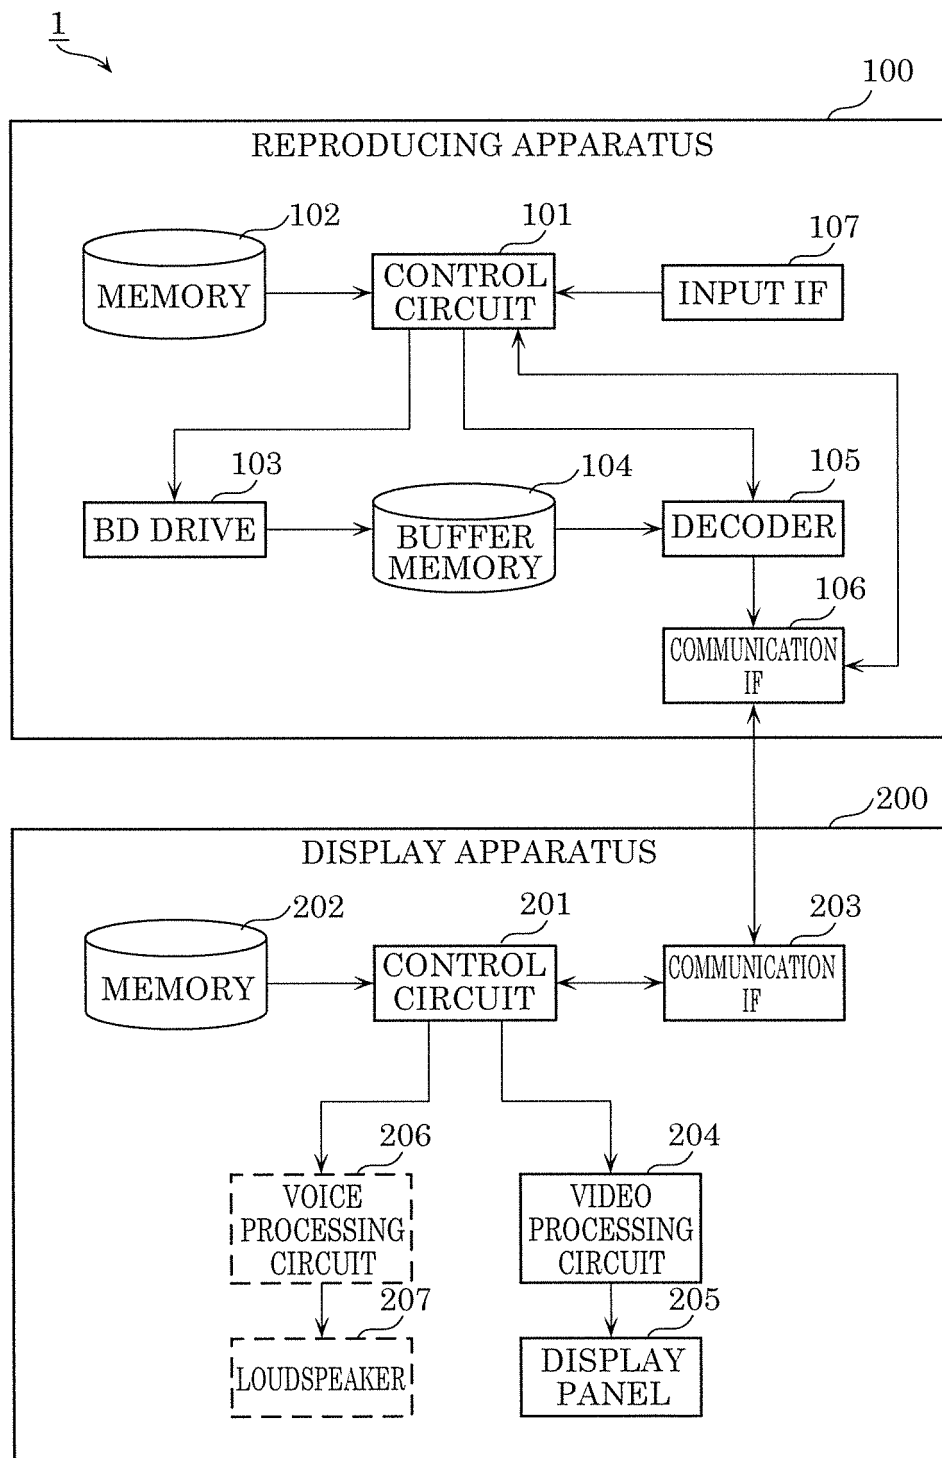 1
100
REPRODUCING APPARATUS
102
101
107
MEMORY
CONTROL
CIRCUIT
INPUT IF
103
104
105
BD DRIVE
BUFFER
MEMORY
DECODER
106
COMMUNICATION
IF
200
DISPLAY APPARATUS
202
201
203
MEMORY
CONTROL
CIRCUIT
COMMUNICATION
IF
206
204
VOICE
PROCESSING
CIRCUIT
VIDEO
PROCESSING
CIRCUIT
207
205
LOUDSPEAKER
DISPLAY
PANEL